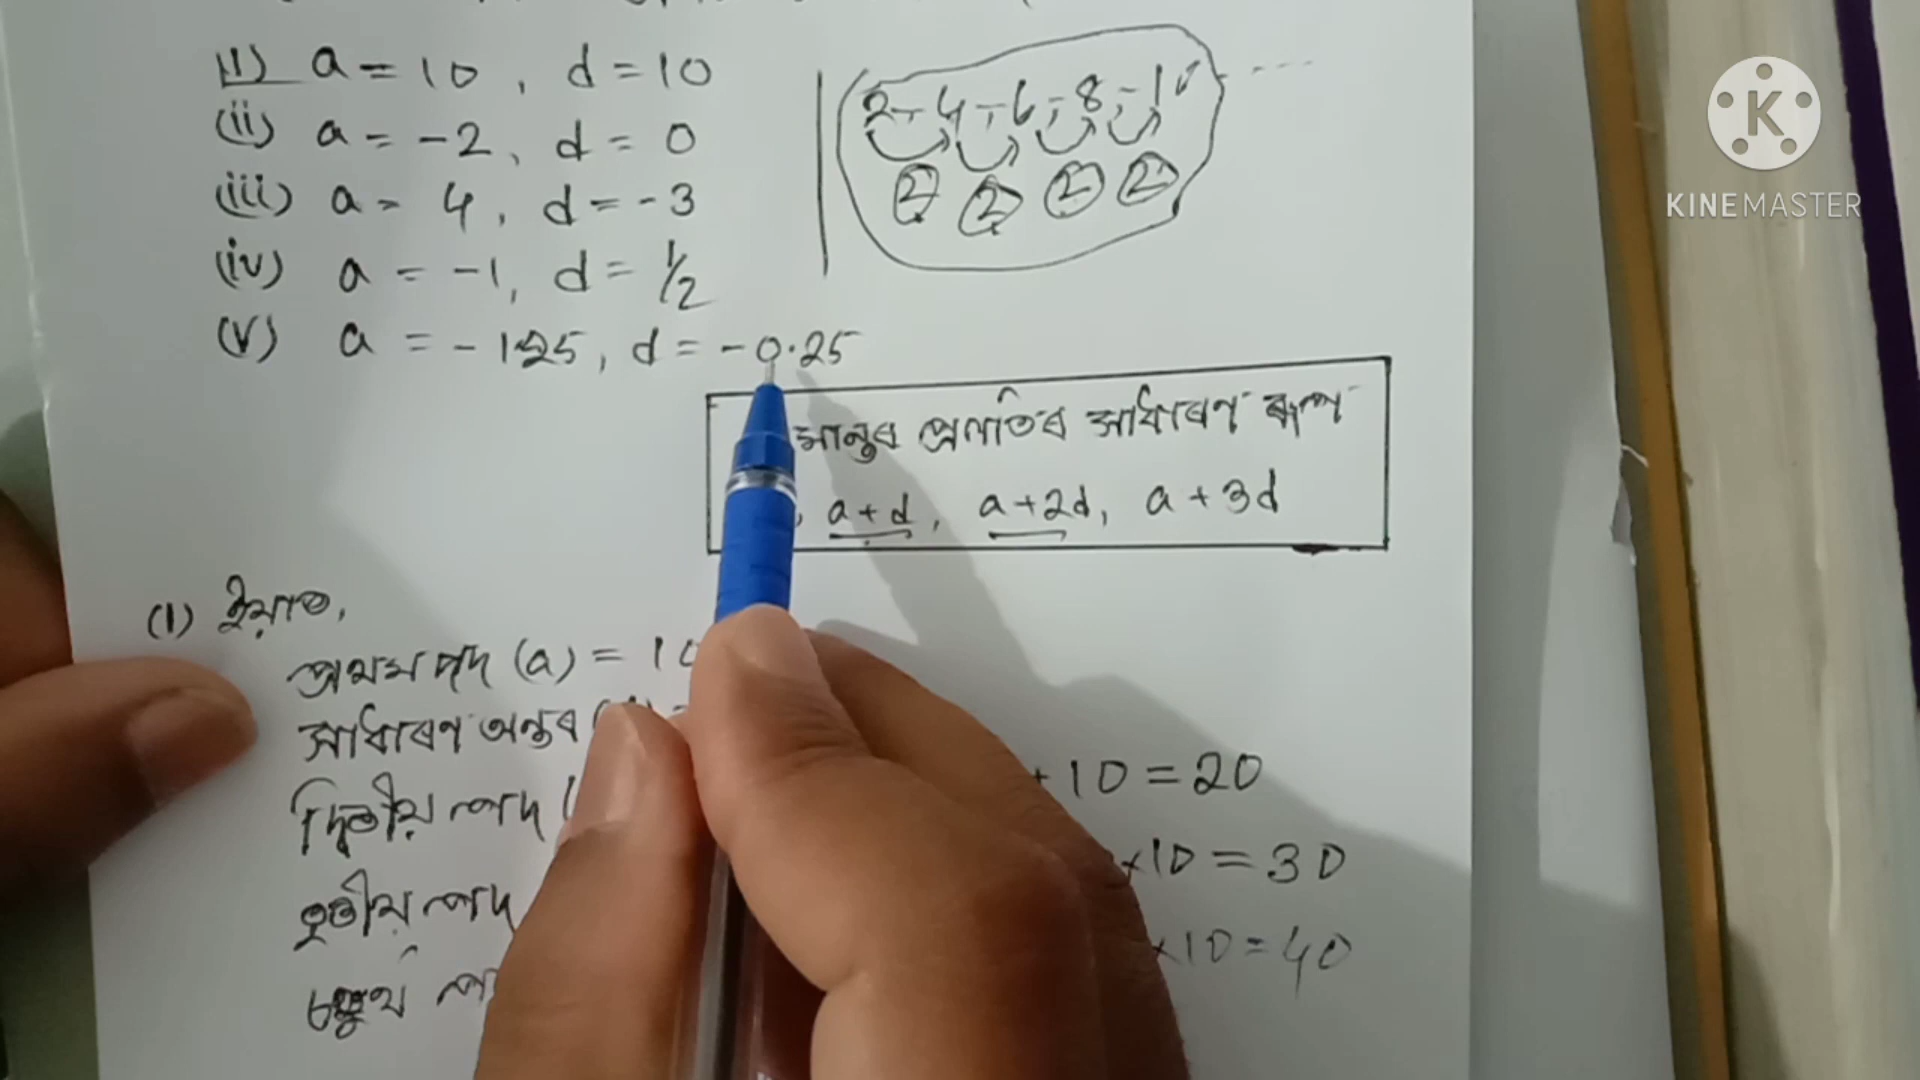 (i) a = 10, d = 10
(ii) a = -2, d = 0
(iii) a = 4, d = -3
(iv) a = -1, d = 1/2
(v) a = -1.25, d = -0.25
2 - 4 - 6 - 8 - 10 ....
2 2 2 2
সমান্তৰ প্ৰগতিৰ সাধাৰণ ৰূপ
, a+d, a+2d, a+3d
(1) ইয়াত,
প্ৰথম পদ (a) = 10
সাধাৰণ অন্তৰ
দ্বিতীয় পদ ( + 10 = 20
তৃতীয় পদ ×10 = 30
চতুৰ্থ ×10 = 40
K
KINEMASTER